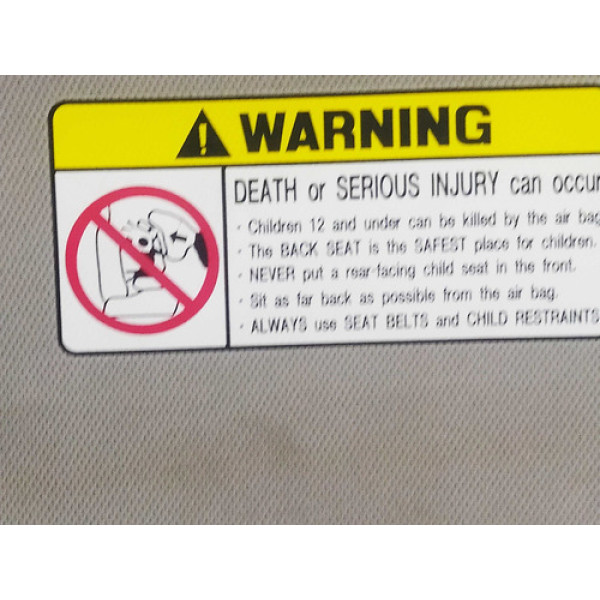 WARNING
DEATH or SERIOUS INJURY can occur
· Children 12 and under can be killed by the air bag
· The BACK SEAT is the SAFEST place for children.
· NEVER put a rear-facing child seat in the front.
· Sit as far back as possible from the air bag.
· ALWAYS use SEAT BELTS and CHILD RESTRAINTS